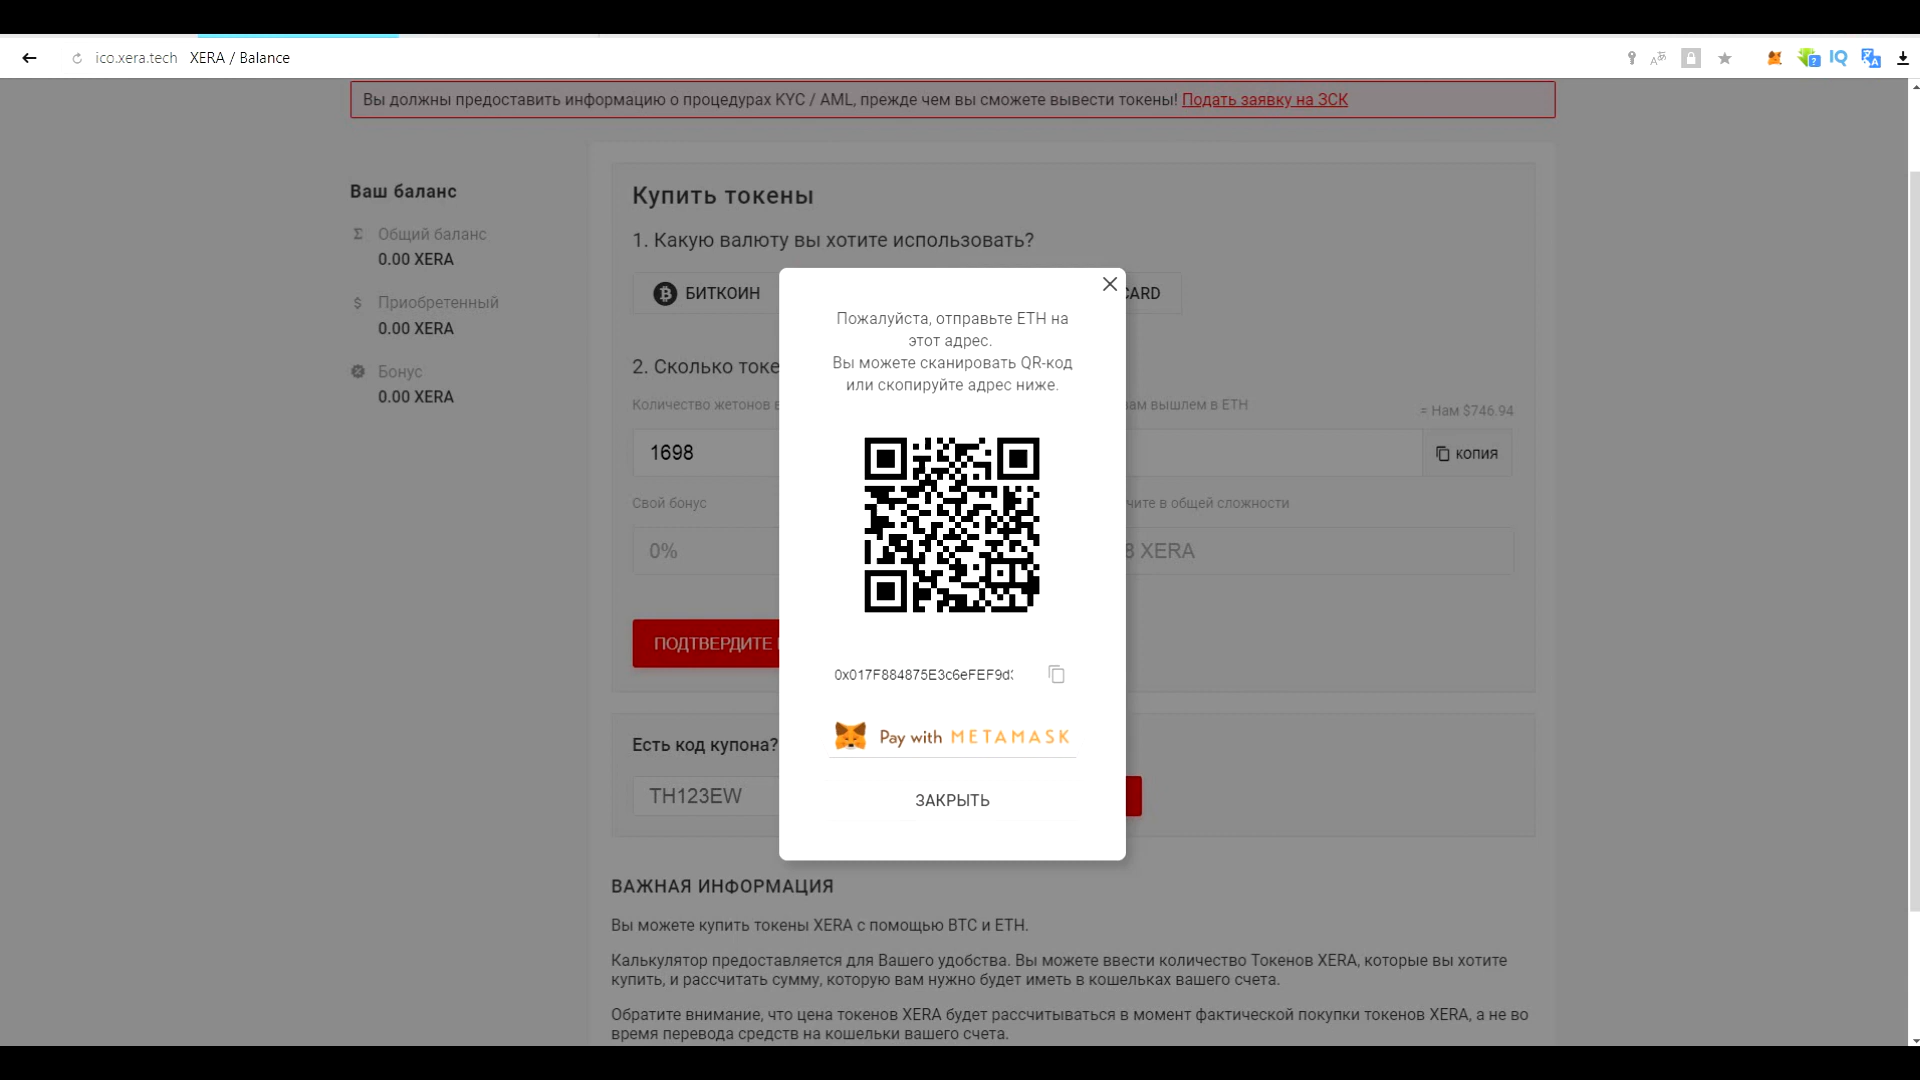 ico.xera.tech XERA / Balance
Вы должны предоставить информацию о процедурах KYC / AML, прежде чем вы сможете вывести токены! Подать заявку на ЗСК
Ваш баланс
Общий баланс
0.00 XERA
Приобретенный
0.00 XERA
Бонус
0.00 XERA
Купить токены
1. Какую валюту вы хотите использовать?
БИТКОИН
CARD
2. Сколько токе
Количество жетонов в
вам вышлем в ETH
= Нам $746.94
1698
копия
Свой бонус
чите в общей сложности
0%
8 XERA
ПОДТВЕРДИТЕ
Есть код купона?
TH123EW
Пожалуйста, отправьте ETH на
этот адрес.
Вы можете сканировать QR-код
или скопируйте адрес ниже.
0x017F884875E3c6eFEF9d
Pay with METAMASK
ЗАКРЫТЬ
ВАЖНАЯ ИНФОРМАЦИЯ
Вы можете купить токены XERA с помощью BTC и ETH.
Калькулятор предоставляется для Вашего удобства. Вы можете ввести количество Токенов XERA, которые вы хотите
купить, и рассчитать сумму, которую вам нужно будет иметь в кошельках вашего счета.
Обратите внимание, что цена токенов XERA будет рассчитываться в момент фактической покупки токенов XERA, а не во
время перевода средств на кошельки вашего счета.